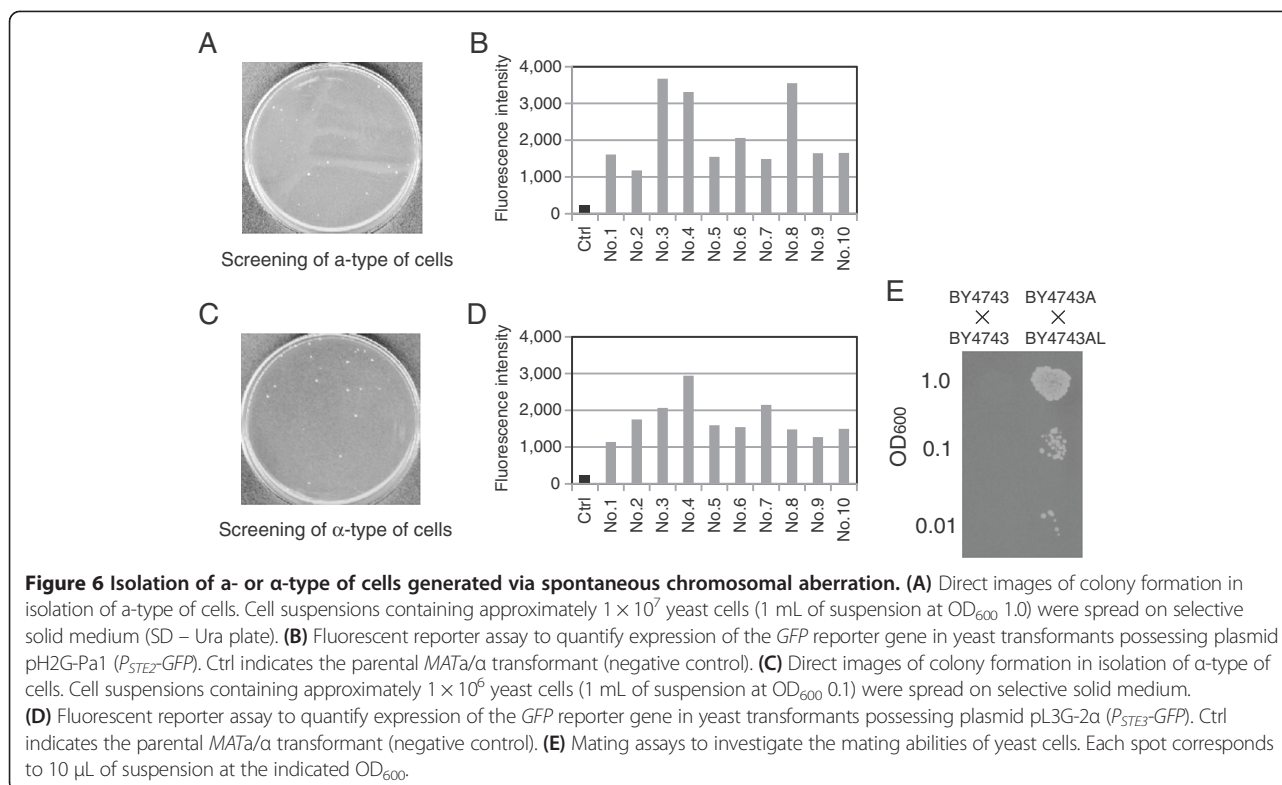 A
Screening of a-type of cells
B
Fluorescence intensity
4,000
3,000
2,000
1,000
0
Ctrl
No.1
No.2
No.3
No.4
No.5
No.6
No.7
No.8
No.9
No.10
C
Screening of α-type of cells
D
Fluorescence intensity
4,000
3,000
2,000
1,000
0
Ctrl
No.1
No.2
No.3
No.4
No.5
No.6
No.7
No.8
No.9
No.10
E
BY4743 BY4743A
× ×
BY4743 BY4743AL
OD600
1.0
0.1
0.01
Figure 6 Isolation of a- or α-type of cells generated via spontaneous chromosomal aberration. (A) Direct images of colony formation in
isolation of a-type of cells. Cell suspensions containing approximately 1 × 10⁷ yeast cells (1 mL of suspension at OD₆₀₀ 1.0) were spread on selective
solid medium (SD – Ura plate). (B) Fluorescent reporter assay to quantify expression of the GFP reporter gene in yeast transformants possessing plasmid
pH2G-Pa1 (P_STE2-GFP). Ctrl indicates the parental MATa/α transformant (negative control). (C) Direct images of colony formation in isolation of α-type of
cells. Cell suspensions containing approximately 1 × 10⁶ yeast cells (1 mL of suspension at OD₆₀₀ 0.1) were spread on selective solid medium.
(D) Fluorescent reporter assay to quantify expression of the GFP reporter gene in yeast transformants possessing plasmid pL3G-2α (P_STE3-GFP). Ctrl
indicates the parental MATa/α transformant (negative control). (E) Mating assays to investigate the mating abilities of yeast cells. Each spot corresponds
to 10 μL of suspension at the indicated OD₆₀₀.